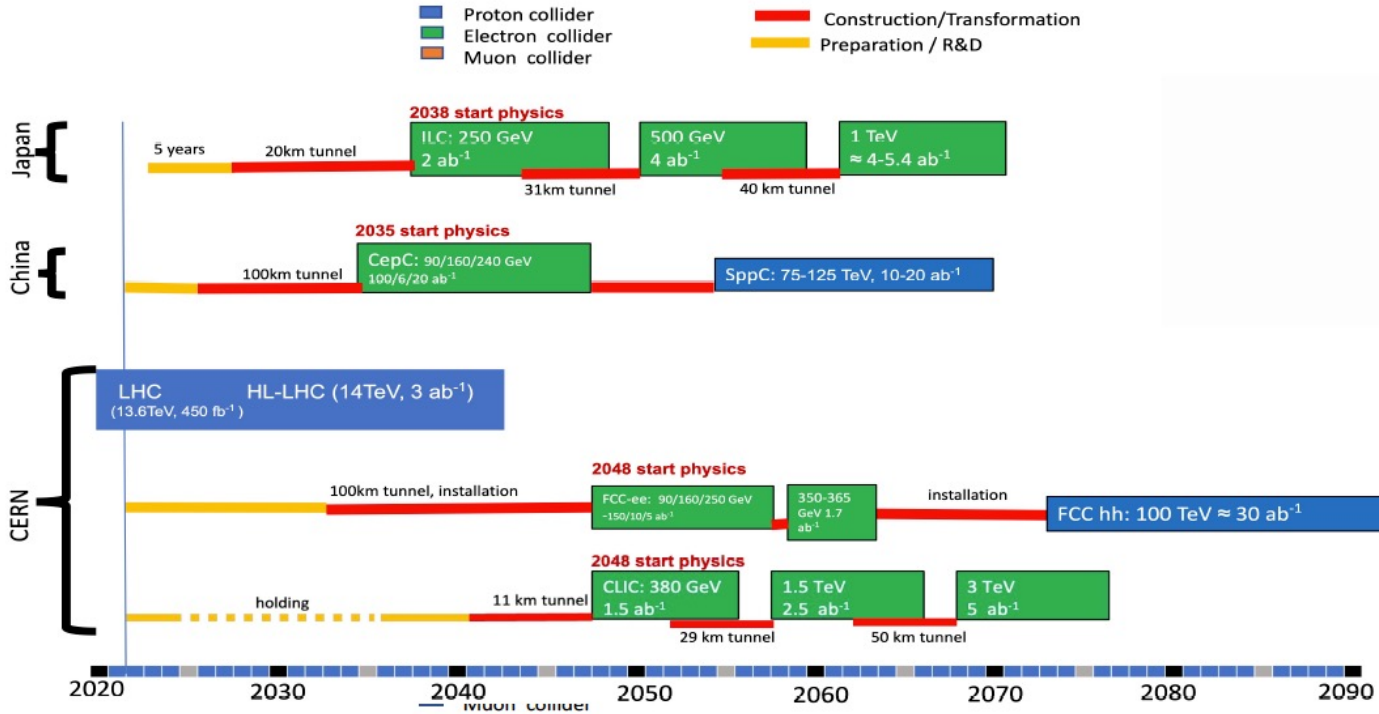 Proton collider
Electron collider
Muon collider
Construction/Transformation
Preparation / R&D
Japan
5 years
20km tunnel
2038 start physics
ILC: 250 GeV
2 ab⁻¹
31km tunnel
500 GeV
4 ab⁻¹
40 km tunnel
1 TeV
≈ 4-5.4 ab⁻¹
China
100km tunnel
2035 start physics
CepC: 90/160/240 GeV
100/6/20 ab⁻¹
SppC: 75-125 TeV, 10-20 ab⁻¹
CERN
LHC HL-LHC (14TeV, 3 ab⁻¹)
(13.6TeV, 450 fb⁻¹)
100km tunnel, installation
2048 start physics
FCC-ee: 90/160/250 GeV
~150/10/5 ab⁻¹
350-365
GeV 1.7
ab⁻¹
installation
FCC hh: 100 TeV ≈ 30 ab⁻¹
holding
11 km tunnel
2048 start physics
CLIC: 380 GeV
1.5 ab⁻¹
29 km tunnel
1.5 TeV
2.5 ab⁻¹
50 km tunnel
3 TeV
5 ab⁻¹
2020 2030 2040 2050 2060 2070 2080 2090
Muon collider